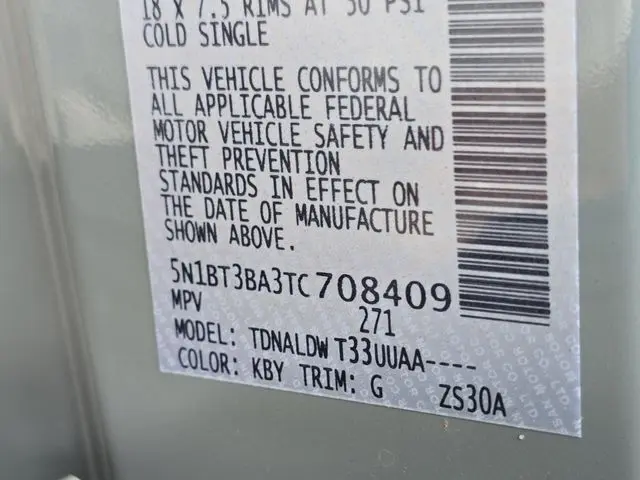 18 X 7.5 RIMS AT 30 PSI
COLD SINGLE
THIS VEHICLE CONFORMS TO
ALL APPLICABLE FEDERAL
MOTOR VEHICLE SAFETY AND
THEFT PREVENTION
STANDARDS IN EFFECT ON
THE DATE OF MANUFACTURE
SHOWN ABOVE.
5N1BT3BA3TC708409
MPV 271
MODEL: TDNALDW T33UUAA----
COLOR: KBY TRIM: G ZS30A